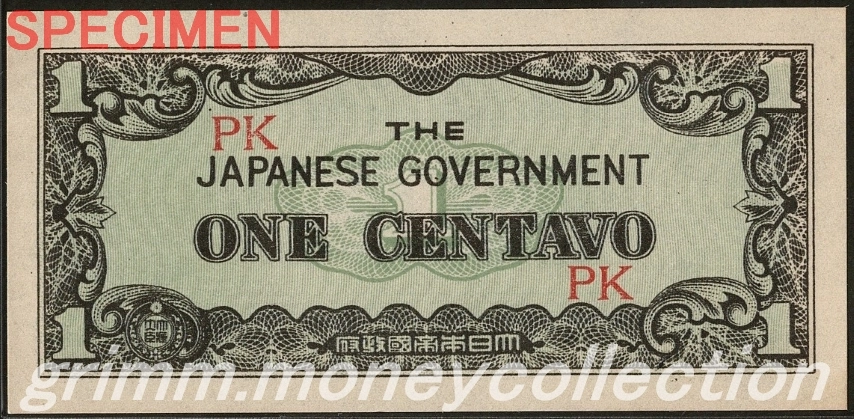 SPECIMEN
1 1
PK
THE
JAPANESE GOVERNMENT
ONE CENTAVO
PK
1 1
府政國帝本日大
grimm.moneycollection